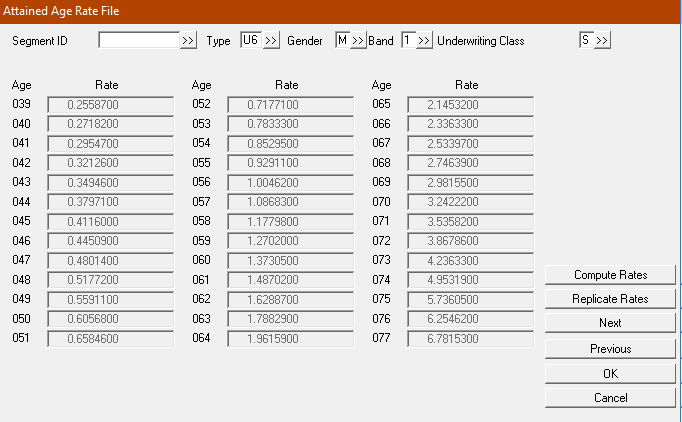 Attained Age Rate File
Segment ID >> Type U6 >> Gender M >> Band 1 >> Underwriting Class S >>
Age Rate Age Rate Age Rate
039 0.2558700 052 0.7177100 065 2.1453200
040 0.2718200 053 0.7833300 066 2.3363300
041 0.2954700 054 0.8529500 067 2.5339700
042 0.3212600 055 0.9291100 068 2.7463900
043 0.3494600 056 1.0046200 069 2.9815500
044 0.3797100 057 1.0868300 070 3.2422200
045 0.4116000 058 1.1779800 071 3.5358200
046 0.4450900 059 1.2702000 072 3.8678600
047 0.4801400 060 1.3730500 073 4.2363300
048 0.5177200 061 1.4870200 074 4.9531900
049 0.5591100 062 1.6288700 075 5.7360500
050 0.6056800 063 1.7882900 076 6.2546200
051 0.6584600 064 1.9615900 077 6.7815300
Compute Rates
Replicate Rates
Next
Previous
OK
Cancel